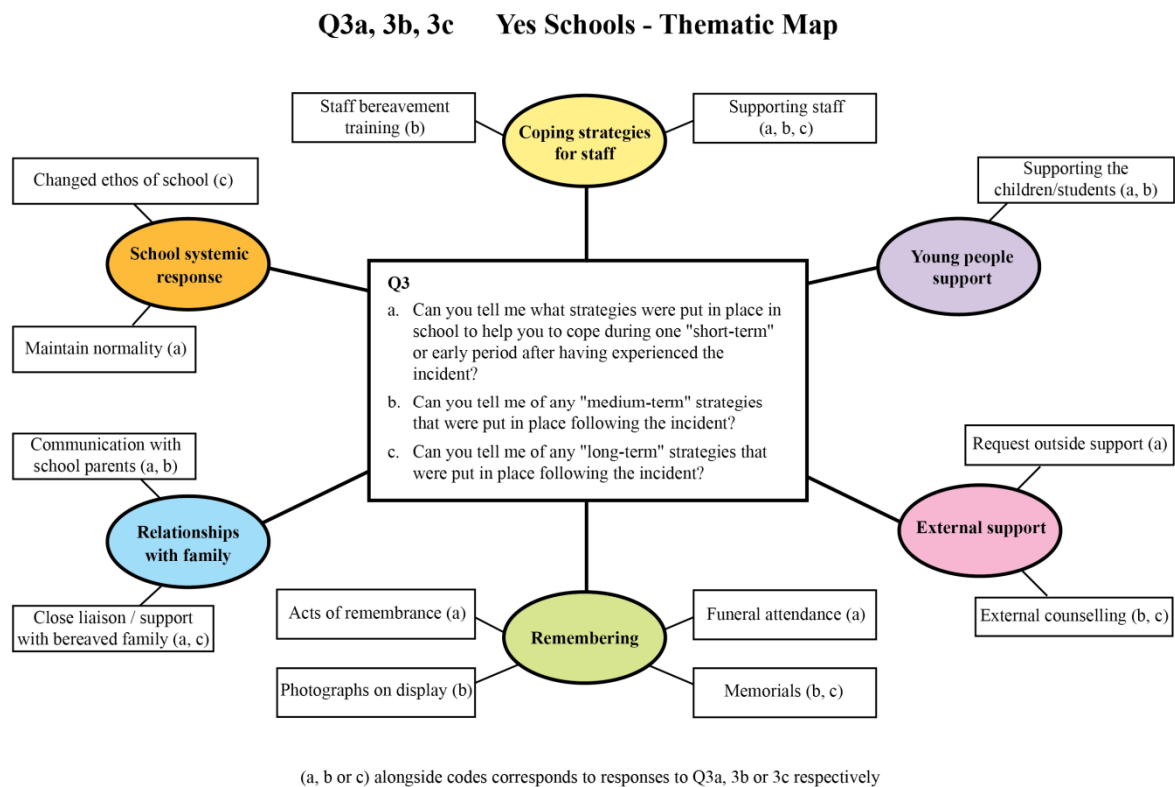 Q3a, 3b, 3c Yes Schools - Thematic Map
Staff bereavement
training (b)
Coping strategies
for staff
Supporting staff
(a, b, c)
Changed ethos of school (c)
School systemic
response
Maintain normality (a)
Supporting the
children/students (a, b)
Young people
support
Q3
a. Can you tell me what strategies were put in place in
school to help you to cope during one "short-term"
or early period after having experienced the
incident?
b. Can you tell me of any "medium-term" strategies
that were put in place following the incident?
c. Can you tell me of any "long-term" strategies that
were put in place following the incident?
Communication with
school parents (a, b)
Relationships
with family
Close liaison / support
with bereaved family (a, c)
Request outside support (a)
External support
External counselling (b, c)
Acts of remembrance (a)
Funeral attendance (a)
Remembering
Photographs on display (b)
Memorials (b, c)
(a, b or c) alongside codes corresponds to responses to Q3a, 3b or 3c respectively